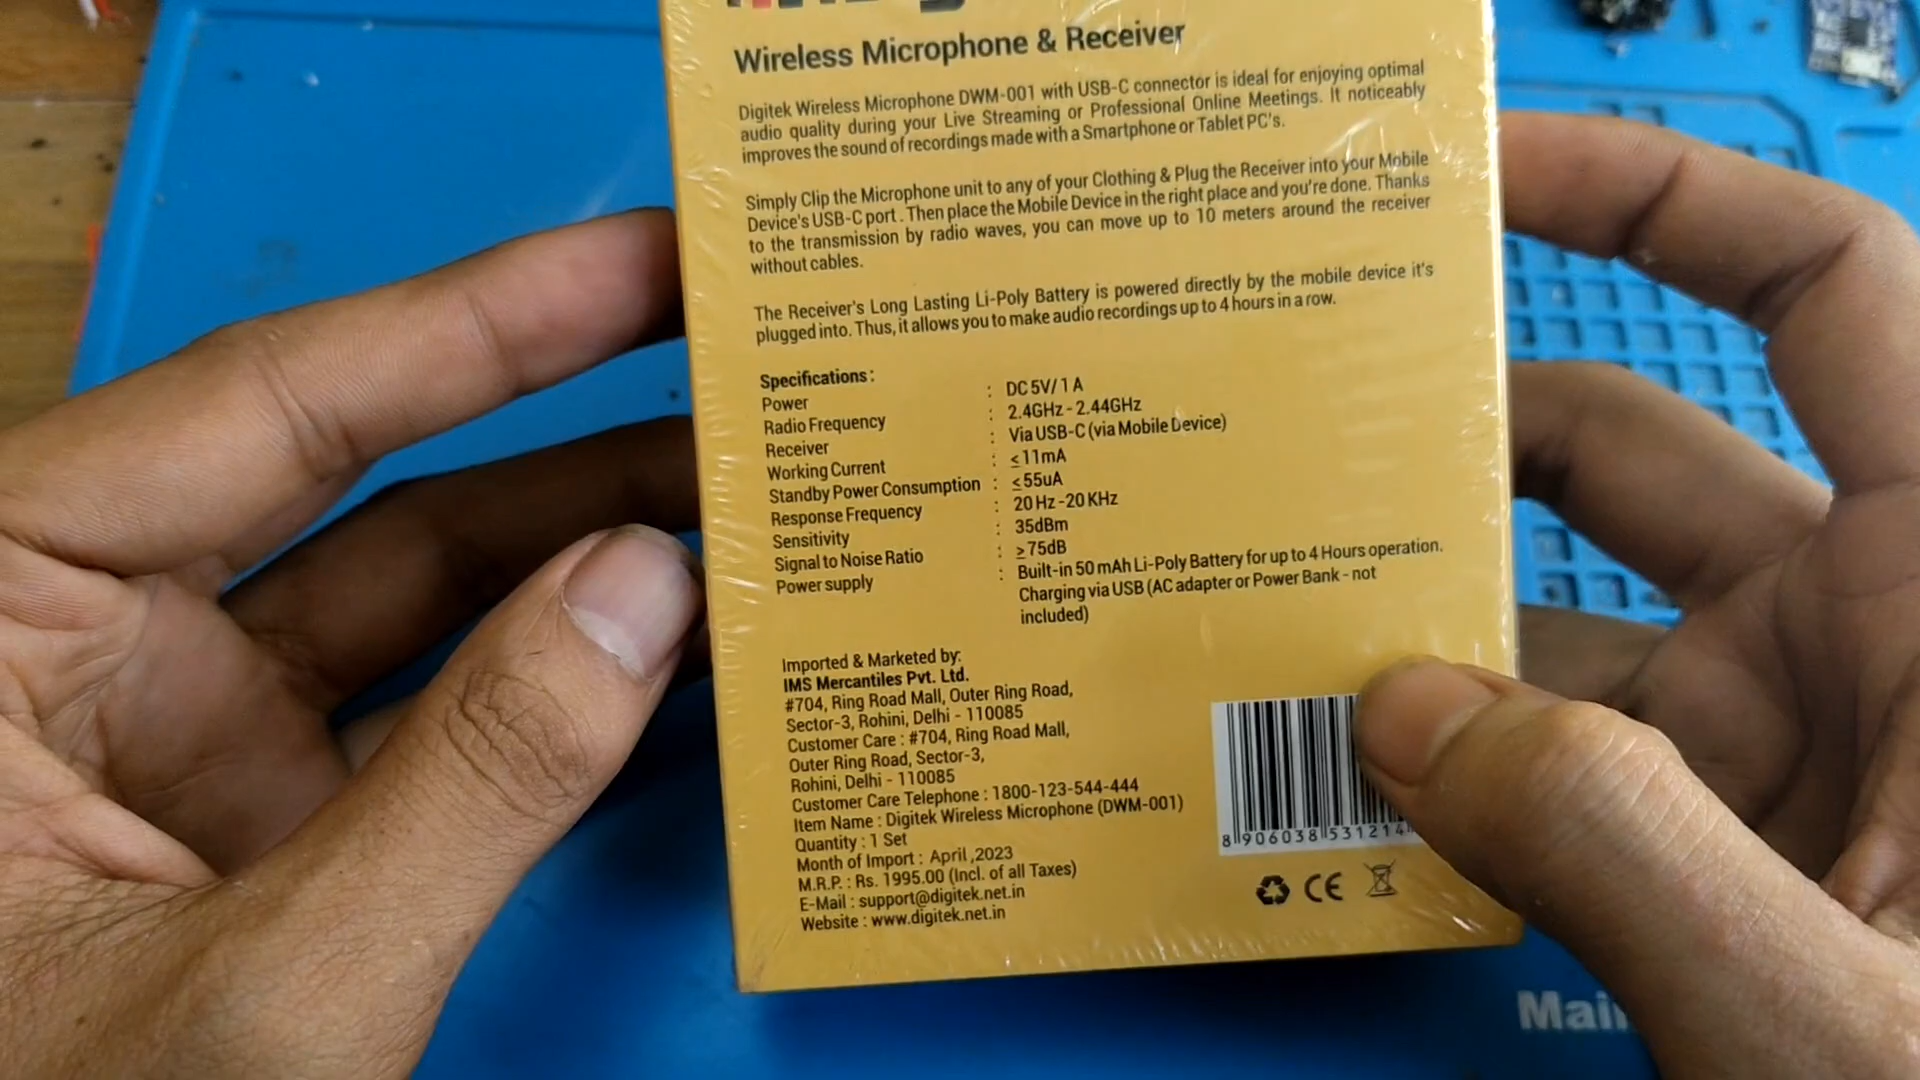 Wireless Microphone & Receiver
Digitek Wireless Microphone DWM-001 with USB-C connector is ideal for enjoying optimal
audio quality during your Live Streaming or Professional Online Meetings. It noticeably
improves the sound of recordings made with a Smartphone or Tablet PC's.
Simply Clip the Microphone unit to any of your Clothing & Plug the Receiver into your Mobile
Device's USB-C port. Then place the Mobile Device in the right place and you're done. Thanks
to the transmission by radio waves, you can move up to 10 meters around the receiver
without cables.
The Receiver's Long Lasting Li-Poly Battery is powered directly by the mobile device it's
plugged into. Thus, it allows you to make audio recordings up to 4 hours in a row.
Specifications:
Power : DC 5V/ 1 A
Radio Frequency : 2.4GHz - 2.44GHz
Receiver : Via USB-C (via Mobile Device)
Working Current : ≤11mA
Standby Power Consumption : ≤55uA
Response Frequency : 20 Hz -20 KHz
Sensitivity : 35dBm
Signal to Noise Ratio : ≥75dB
Power supply : Built-in 50 mAh Li-Poly Battery for up to 4 Hours operation.
Charging via USB (AC adapter or Power Bank - not
included)
Imported & Marketed by:
IMS Mercantiles Pvt. Ltd.
#704, Ring Road Mall, Outer Ring Road,
Sector-3, Rohini, Delhi - 110085
Customer Care : #704, Ring Road Mall,
Outer Ring Road, Sector-3,
Rohini, Delhi - 110085
Customer Care Telephone : 1800-123-544-444
Item Name : Digitek Wireless Microphone (DWM-001)
Quantity : 1 Set
Month of Import : April ,2023
M.R.P. : Rs. 1995.00 (Incl. of all Taxes)
E-Mail : support@digitek.net.in
Website : www.digitek.net.in
8 906038 531214
CE